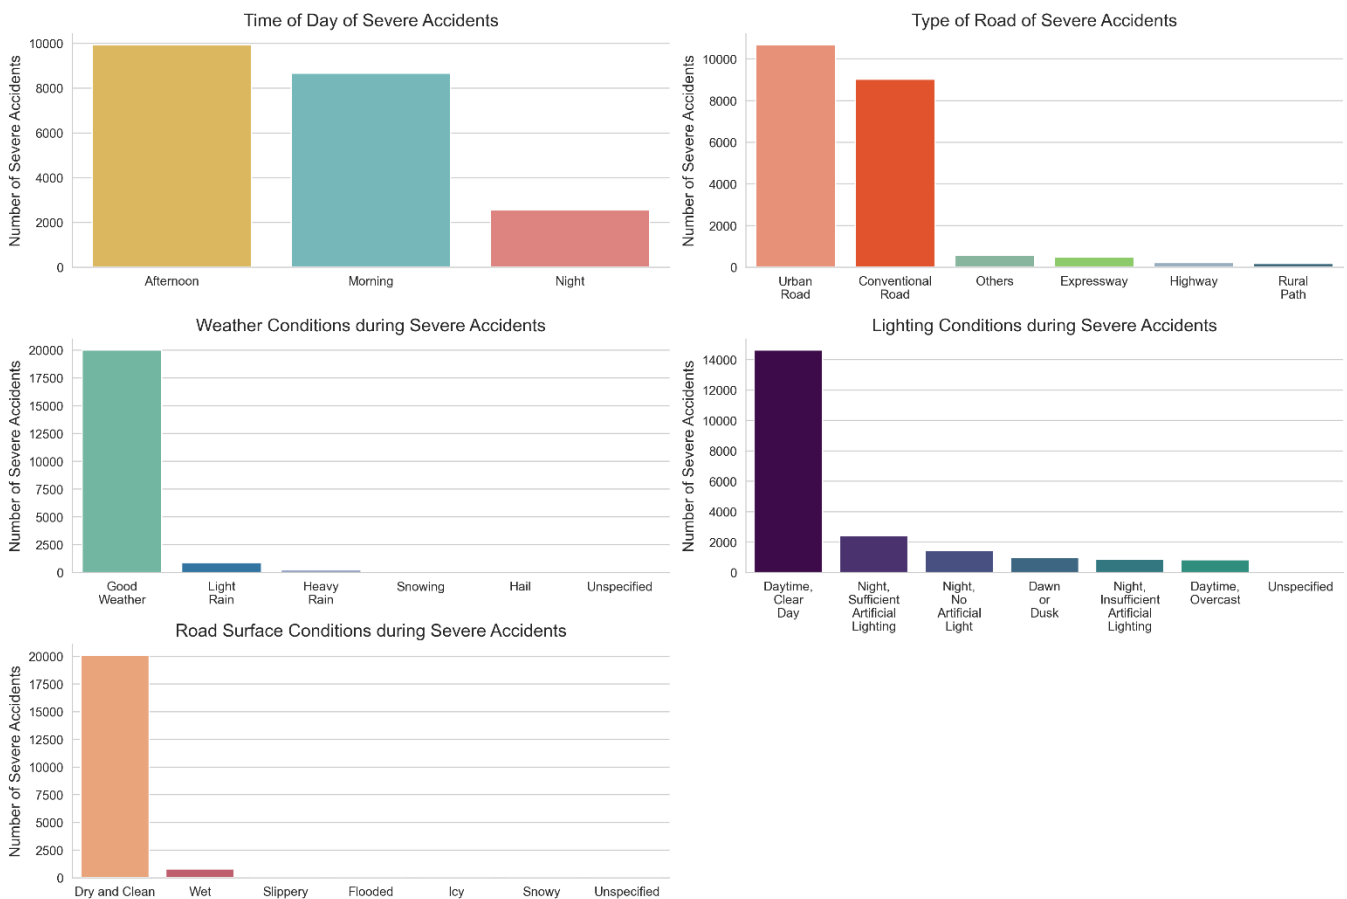 Time of Day of Severe Accidents
Number of Severe Accidents
10000
8000
6000
4000
2000
0
Afternoon
Morning
Night
Type of Road of Severe Accidents
Number of Severe Accidents
10000
8000
6000
4000
2000
0
Urban
Road
Conventional
Road
Others
Expressway
Highway
Rural
Path
Weather Conditions during Severe Accidents
Number of Severe Accidents
20000
17500
15000
12500
10000
7500
5000
2500
0
Good
Weather
Light
Rain
Heavy
Rain
Snowing
Hail
Unspecified
Lighting Conditions during Severe Accidents
Number of Severe Accidents
14000
12000
10000
8000
6000
4000
2000
0
Daytime,
Clear
Day
Night,
Sufficient
Artificial
Lighting
Night,
No
Artificial
Light
Dawn
or
Dusk
Night,
Insufficient
Artificial
Lighting
Daytime,
Overcast
Unspecified
Road Surface Conditions during Severe Accidents
Number of Severe Accidents
20000
17500
15000
12500
10000
7500
5000
2500
0
Dry and Clean
Wet
Slippery
Flooded
Icy
Snowy
Unspecified